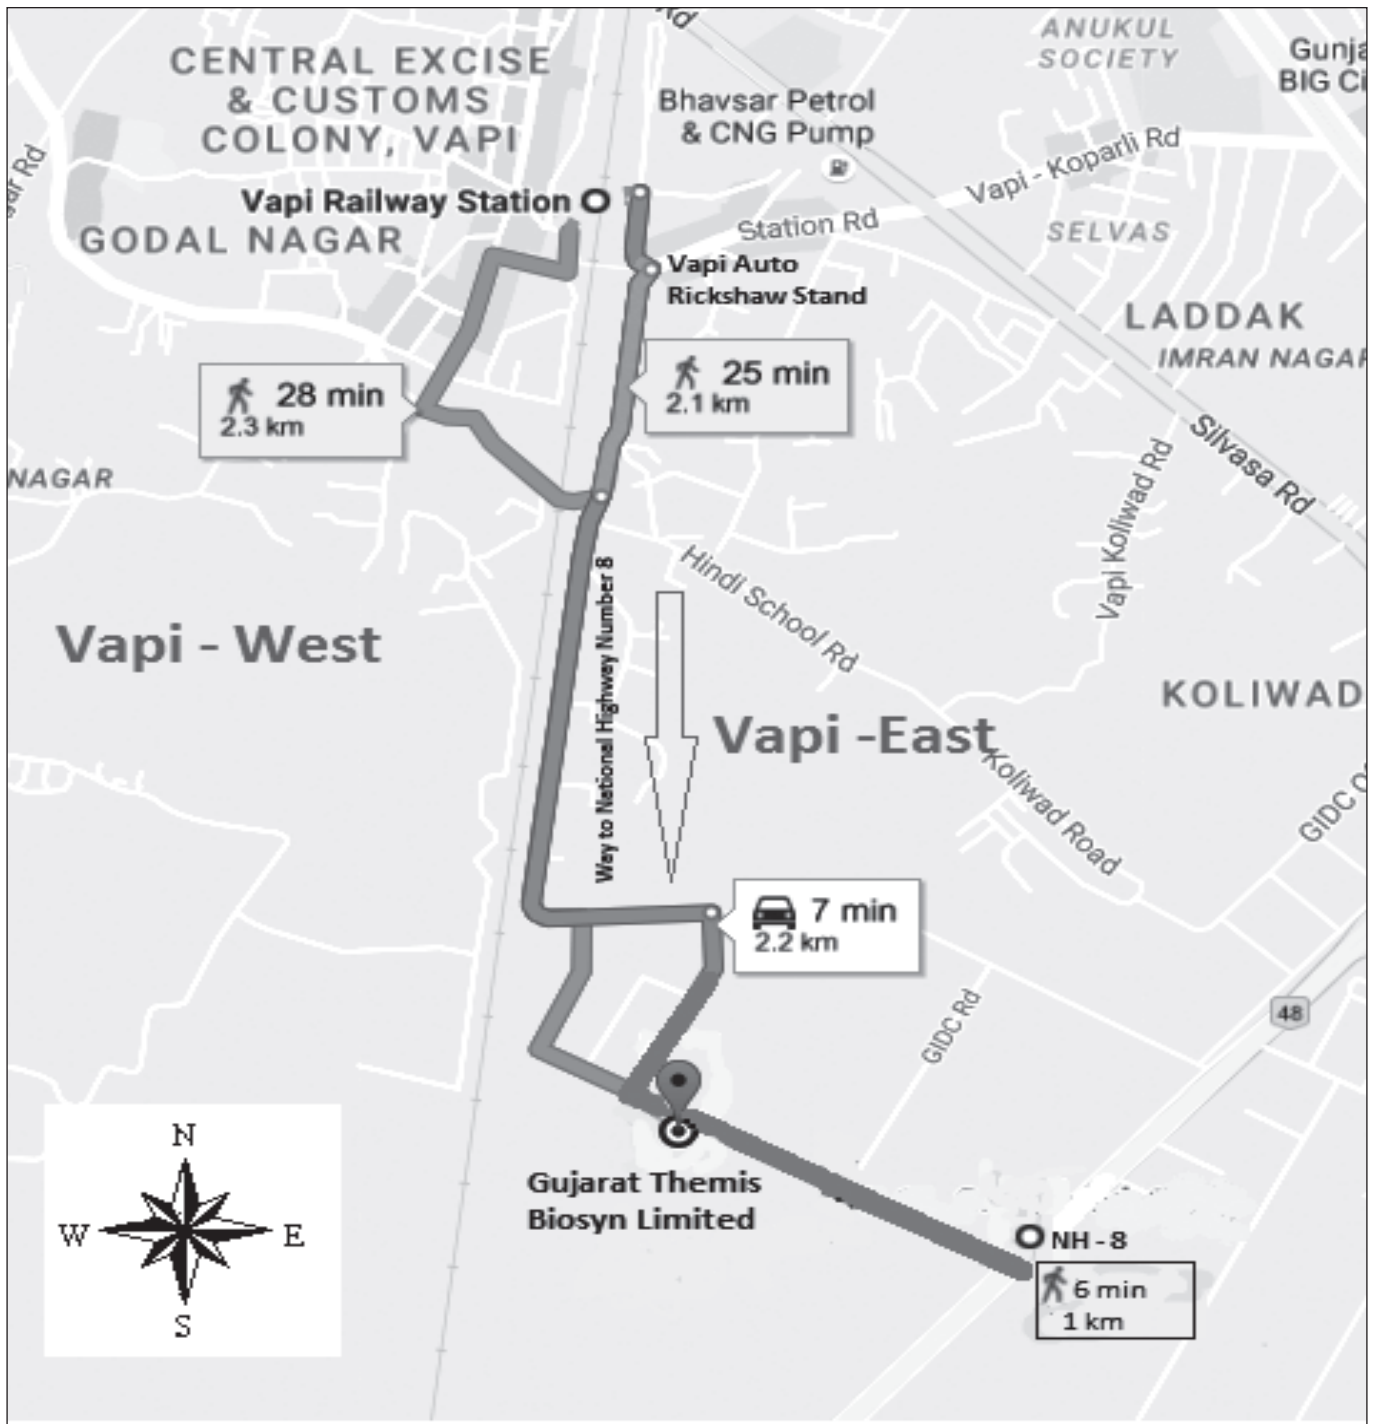 Rd
ANUKUL
SOCIETY
Gunja
BIG Ci
CENTRAL EXCISE
& CUSTOMS
COLONY, VAPI
Bhavsar Petrol
& CNG Pump
Vapi - Koparli Rd
Vapi Railway Station
GODAL NAGAR
Station Rd
SELVAS
Vapi Auto
Rickshaw Stand
LADDAK
IMRAN NAGAR
28 min
2.3 km
25 min
2.1 km
Silvasa Rd
NAGAR
Vapi Koliwad Rd
Hindi School Rd
Way to National Highway Number 8
Vapi - West
KOLIWAD
Vapi -East
Koliwad Road
GIDC
7 min
2.2 km
GIDC Rd
48
N
W
E
S
Gujarat Themis
Biosyn Limited
NH - 8
6 min
1 km